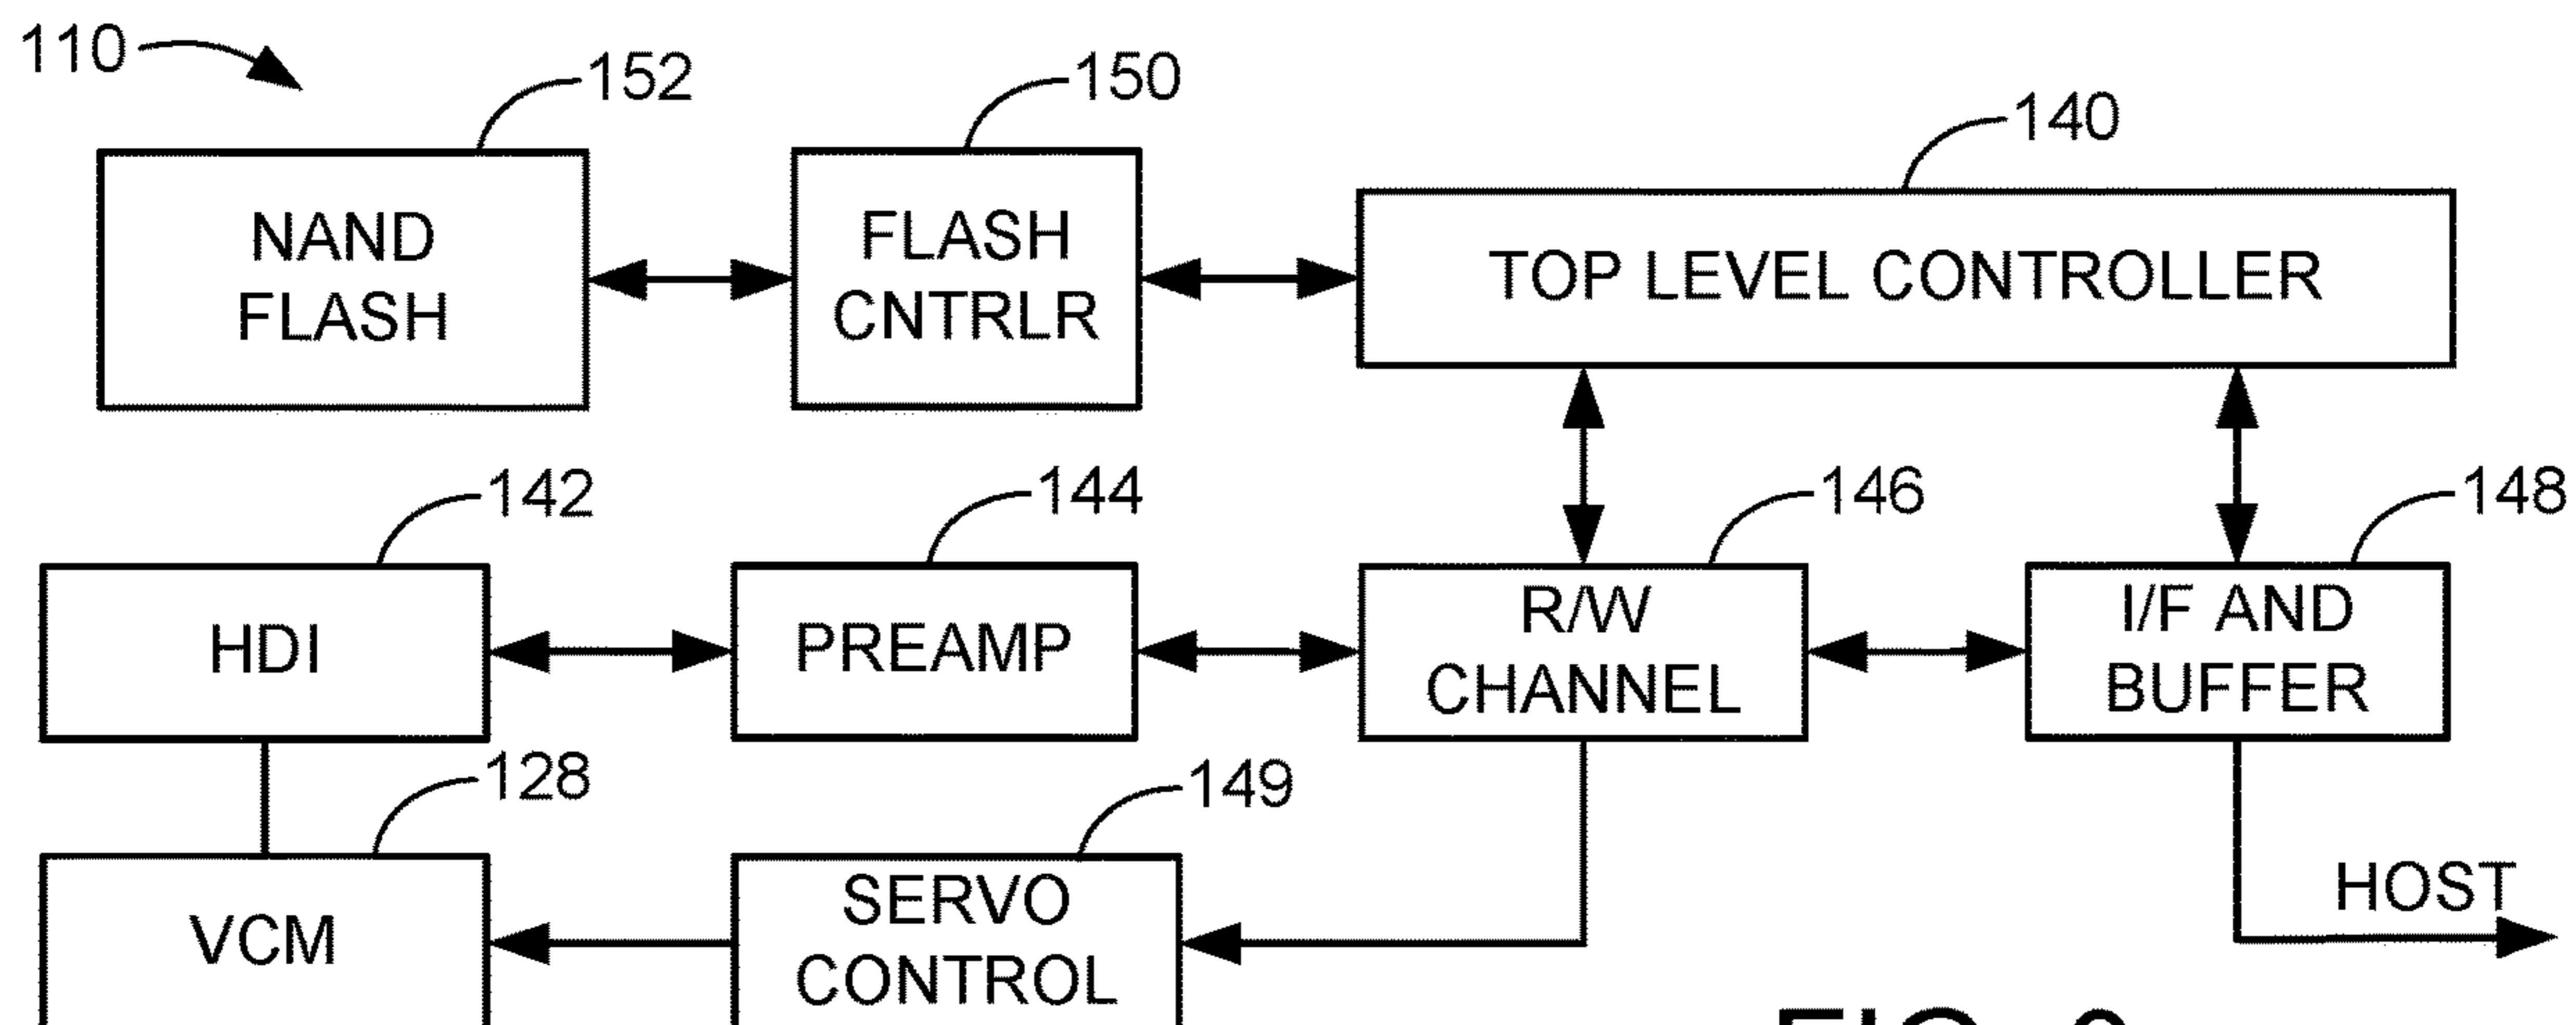 110
152
150
140
NAND
FLASH
FLASH
CNTRLR
TOP LEVEL CONTROLLER
142
144
146
148
HDI
PREAMP
R/W
CHANNEL
I/F AND
BUFFER
128
149
VCM
SERVO
CONTROL
HOST
FIG.